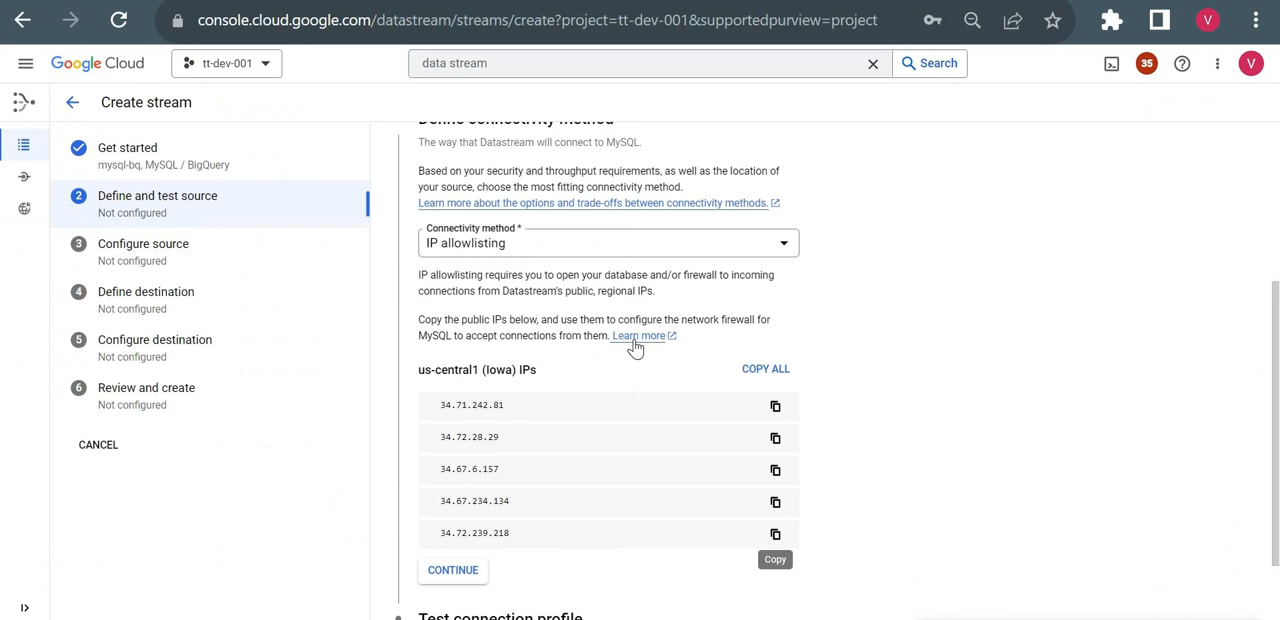 console.cloud.google.com/datastream/streams/create?project=tt-dev-001&supportedpurview=project
V
Google Cloud
tt-dev-001
data stream
Search
35
V
Create stream
Get started
mysql-bq, MySQL / BigQuery
2
Define and test source
Not configured
3
Configure source
Not configured
4
Define destination
Not configured
5
Configure destination
Not configured
6
Review and create
Not configured
CANCEL
Define connectivity method
The way that Datastream will connect to MySQL.
Based on your security and throughput requirements, as well as the location of
your source, choose the most fitting connectivity method.
Learn more about the options and trade-offs between connectivity methods.
Connectivity method *
IP allowlisting
IP allowlisting requires you to open your database and/or firewall to incoming
connections from Datastream's public, regional IPs.
Copy the public IPs below, and use them to configure the network firewall for
MySQL to accept connections from them. Learn more
us-central1 (Iowa) IPs
COPY ALL
34.71.242.81
34.72.28.29
34.67.6.157
34.67.234.134
34.72.239.218
Copy
CONTINUE
Test connection profile